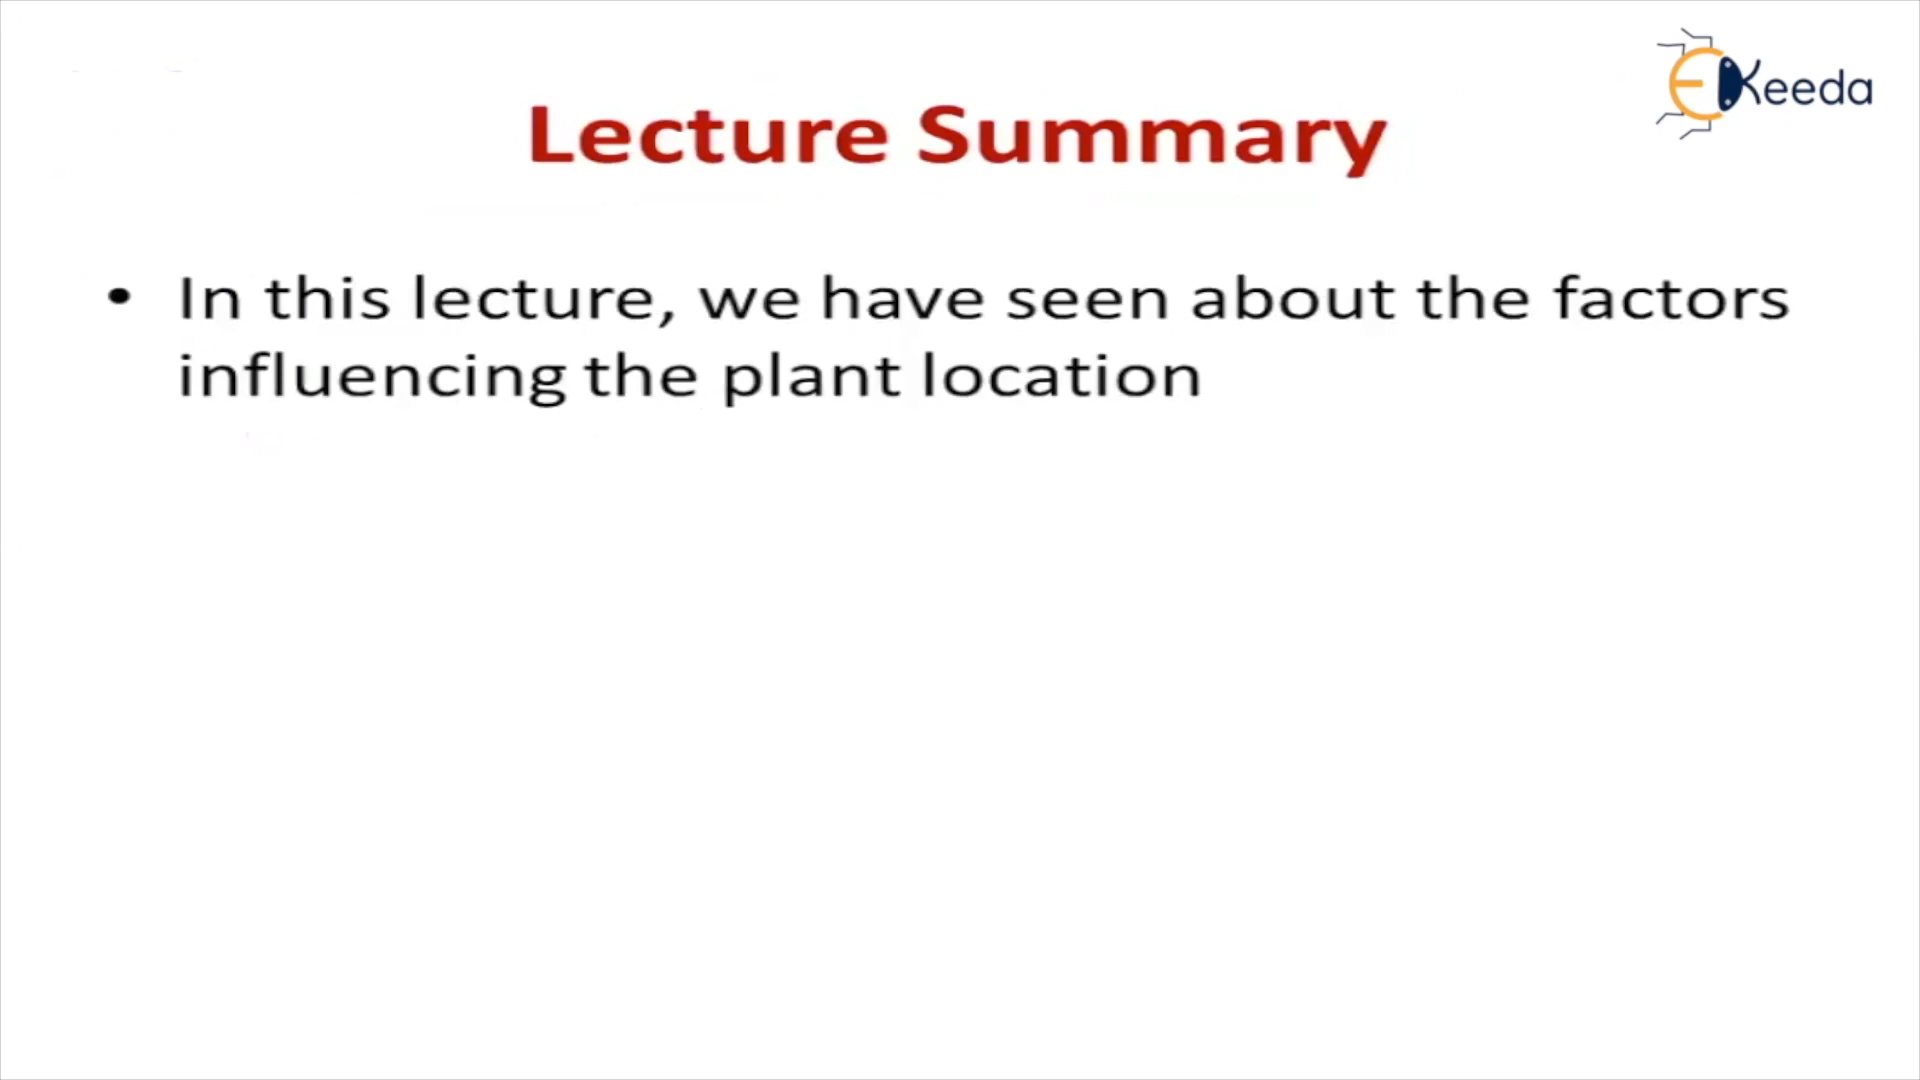 EKeeda
Lecture Summary
• In this lecture, we have seen about the factors
influencing the plant location